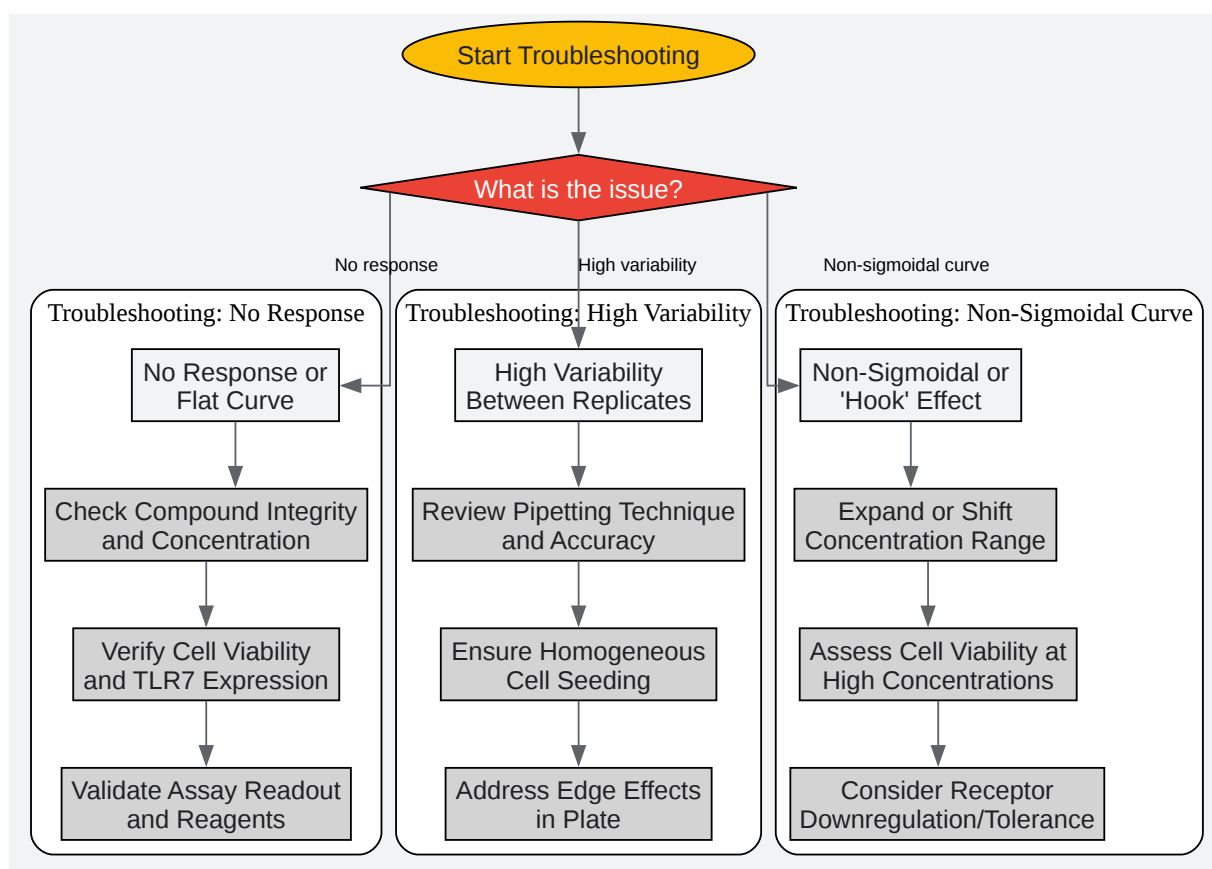 Start Troubleshooting
What is the issue?
No response
High variability
Non-sigmoidal curve
Troubleshooting: No Response
No Response or
Flat Curve
Check Compound Integrity
and Concentration
Verify Cell Viability
and TLR7 Expression
Validate Assay Readout
and Reagents
Troubleshooting: High Variability
High Variability
Between Replicates
Review Pipetting Technique
and Accuracy
Ensure Homogeneous
Cell Seeding
Address Edge Effects
in Plate
Troubleshooting: Non-Sigmoidal Curve
Non-Sigmoidal or
'Hook' Effect
Expand or Shift
Concentration Range
Assess Cell Viability at
High Concentrations
Consider Receptor
Downregulation/Tolerance